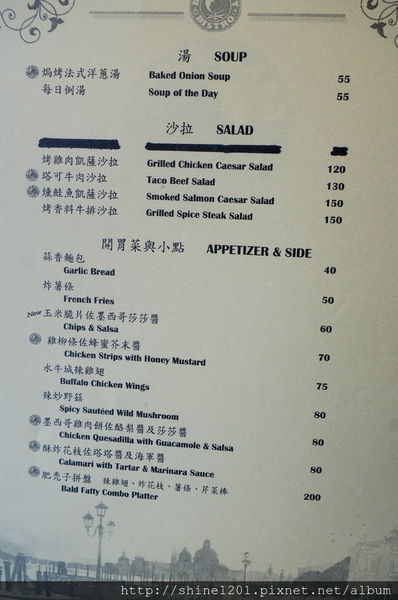 BISTRO
湯 SOUP
焗烤法式洋蔥湯 Baked Onion Soup 55
每日例湯 Soup of the Day 55
沙拉 SALAD
烤雞肉凱薩沙拉 Grilled Chicken Caesar Salad 120
塔可牛肉沙拉 Taco Beef Salad 130
燻鮭魚凱薩沙拉 Smoked Salmon Caesar Salad 150
烤香料牛排沙拉 Grilled Spice Steak Salad 150
開胃菜與小點 APPETIZER & SIDE
蒜香麵包
Garlic Bread 40
炸薯條
French Fries 50
New 玉米脆片佐墨西哥莎莎醬
Chips & Salsa 60
雞柳條佐蜂蜜芥末醬
Chicken Strips with Honey Mustard 70
水牛城辣雞翅
Buffalo Chicken Wings 75
辣炒野菇
Spicy Sautéed Wild Mushroom 80
墨西哥雞肉餅佐酪梨醬及莎莎醬
Chicken Quesadilla with Guacamole & Salsa 80
酥炸花枝佐塔塔醬及海軍醬
Calamari with Tartar & Marinara Sauce 80
肥禿子拼盤 辣雞翅、炸花枝、薯條、芹菜棒
Bald Fatty Combo Platter 200
http://shine1201.pixnet.net/album